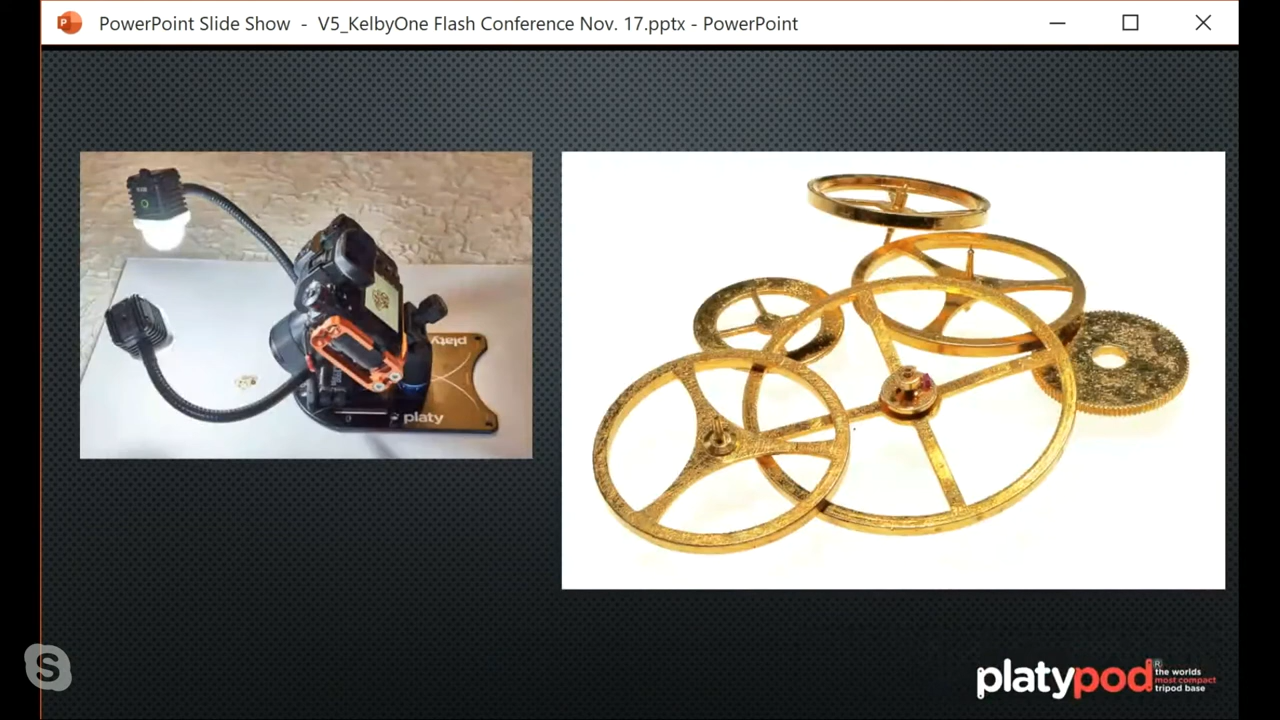 PowerPoint Slide Show - V5_KelbyOne Flash Conference Nov. 17.pptx - PowerPoint
platy
platy
platypod®
the worlds
most compact
tripod base
S